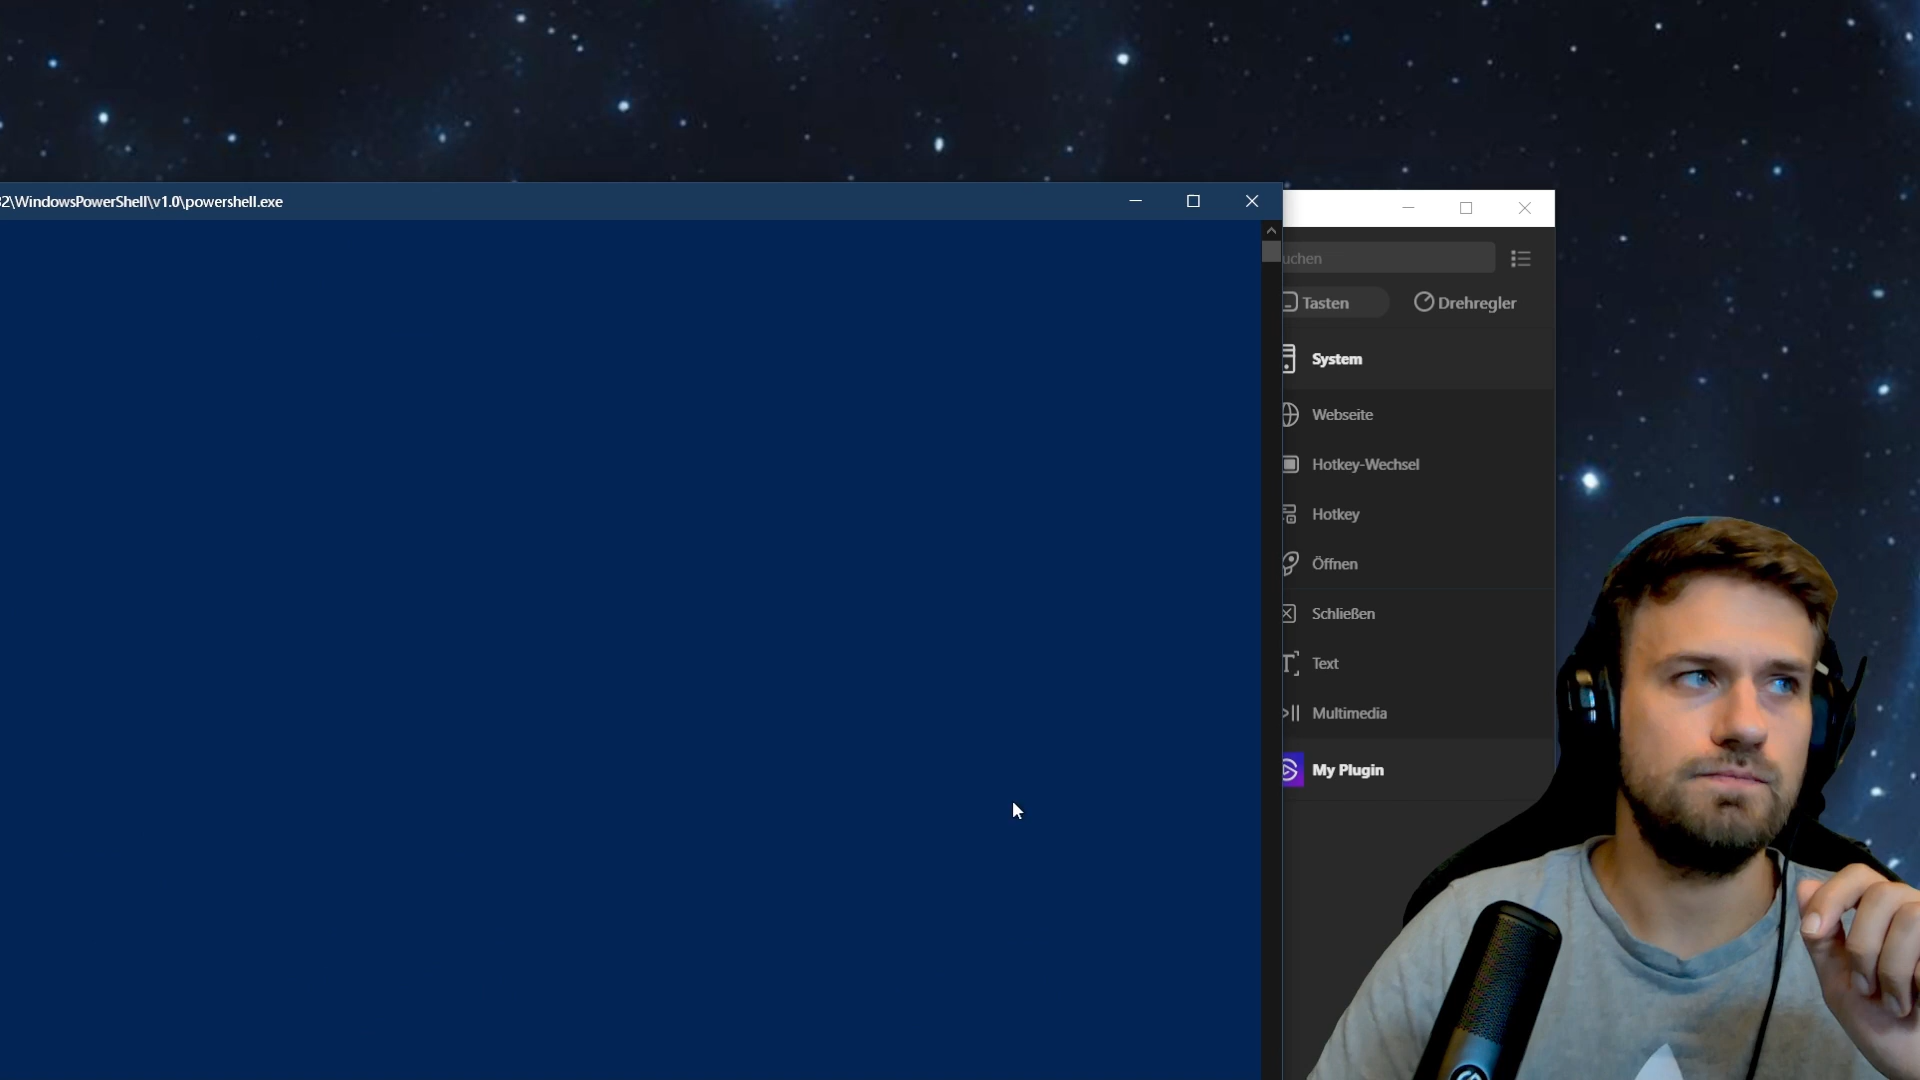 32\WindowsPowerShell\v1.0\powershell.exe
uchen
Tasten
Drehregler
System
Webseite
Hotkey-Wechsel
Hotkey
Öffnen
Schließen
Text
Multimedia
My Plugin